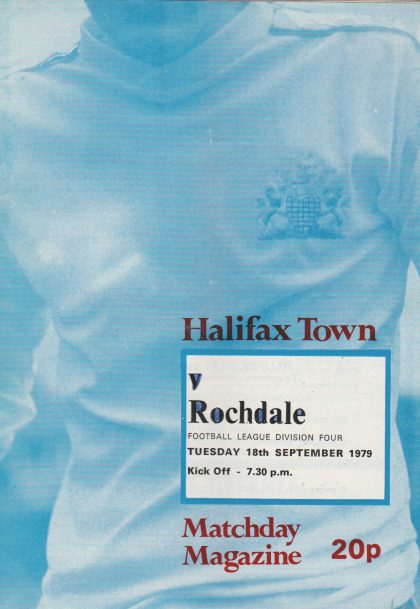 Halifax Town
v
Rochdale
FOOTBALL LEAGUE DIVISION FOUR
TUESDAY 18th SEPTEMBER 1979
Kick Off - 7.30 p.m.
Matchday
Magazine 20p